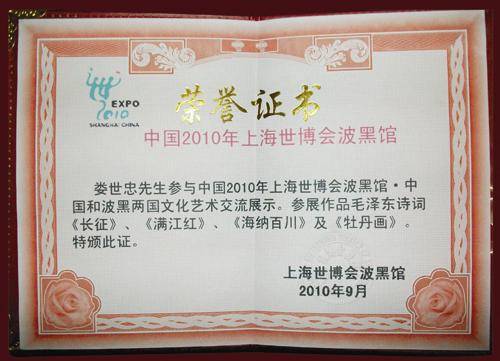 EXPO
2010
SHANGHAI CHINA
荣誉证书
中国2010年上海世博会波黑馆
娄世忠先生参与中国2010年上海世博会波黑馆·中
国和波黑两国文化艺术交流展示。参展作品毛泽东诗词
《长征》、《满江红》、《海纳百川》及《牡丹画》。
特颁此证。
上海世博会波黑馆
2010年9月